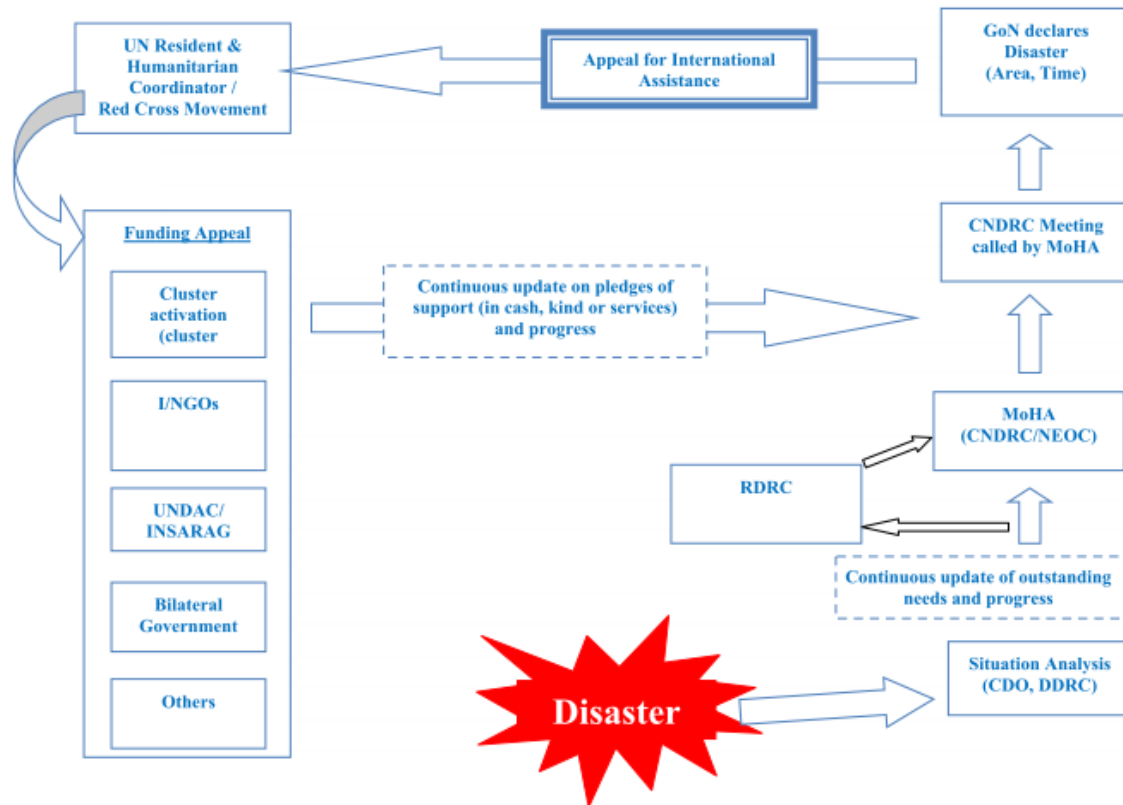 UN Resident &
Humanitarian
Coordinator /
Red Cross Movement
Appeal for International
Assistance
GoN declares
Disaster
(Area, Time)
Funding Appeal
Cluster
activation
(cluster
I/NGOs
UNDAC/
INSARAG
Bilateral
Government
Others
Continuous update on pledges of
support (in cash, kind or services)
and progress
CNDRC Meeting
called by MoHA
MoHA
(CNDRC/NEOC)
RDRC
Continuous update of outstanding
needs and progress
Situation Analysis
(CDO, DDRC)
Disaster